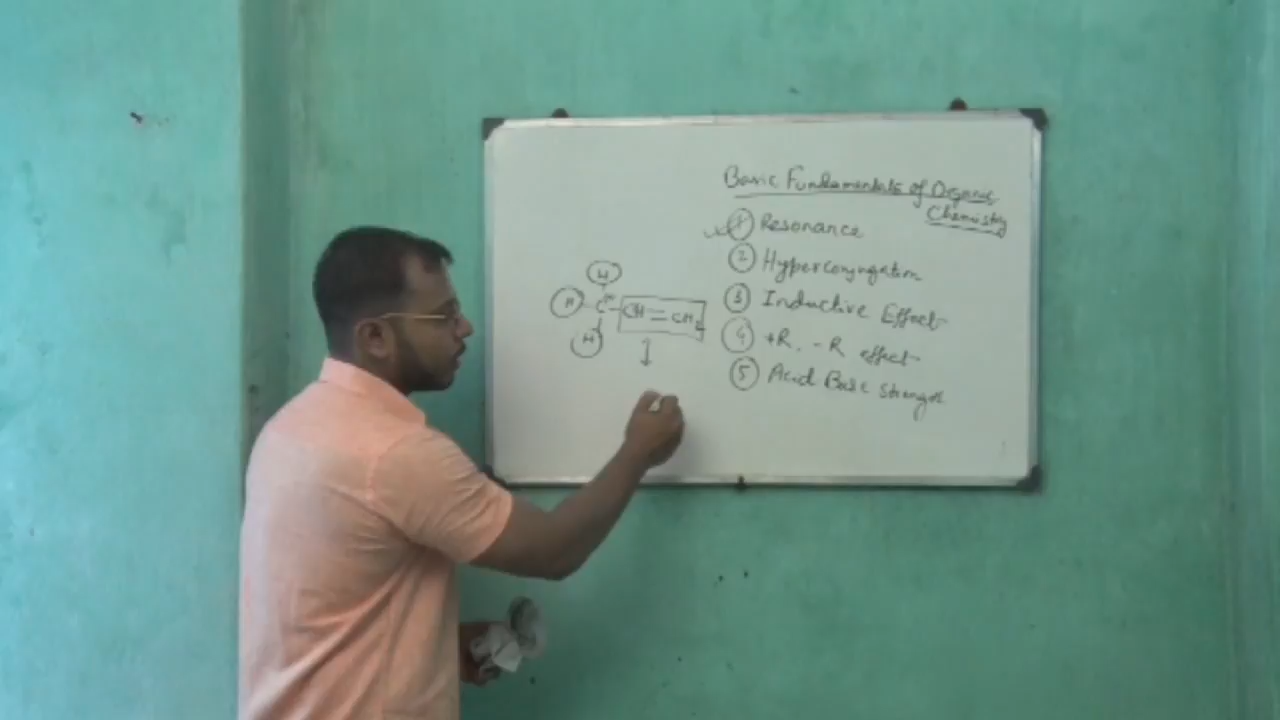 Basic Fundamentals of Organic
Chemistry
1 Resonance
2 Hyperconjugation
3 Inductive Effect
4 +R, -R effect
5 Acid Base strength
H
H C CH=CH2
H